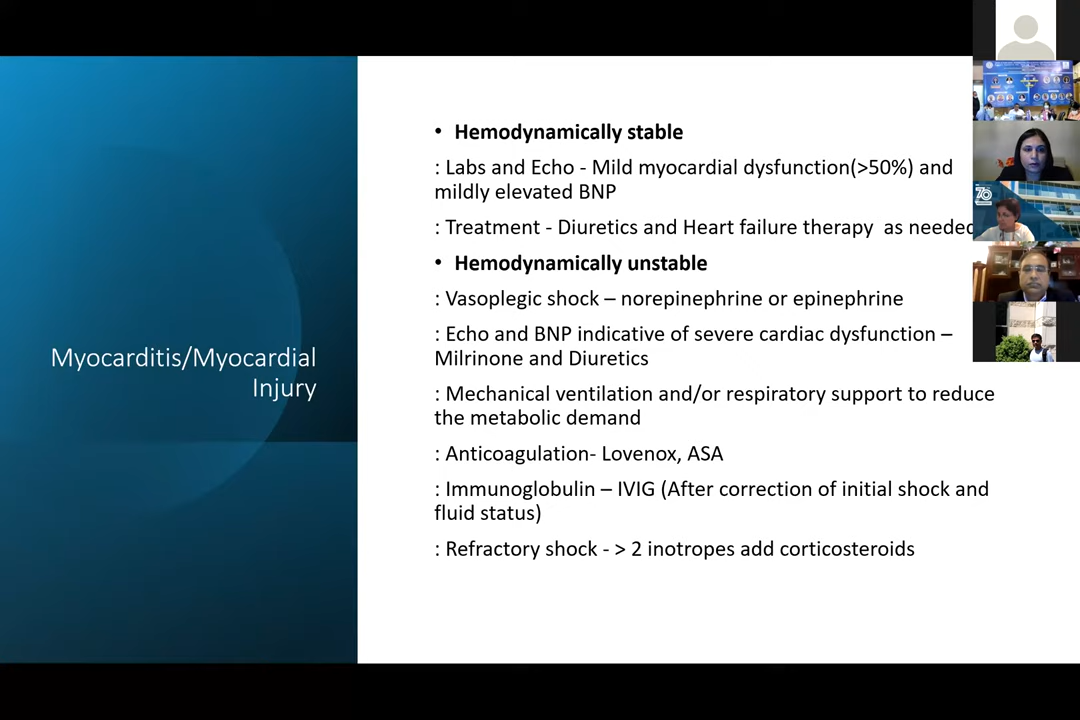 Myocarditis/Myocardial
Injury
• Hemodynamically stable
: Labs and Echo - Mild myocardial dysfunction(>50%) and
mildly elevated BNP
: Treatment - Diuretics and Heart failure therapy as needed
• Hemodynamically unstable
: Vasoplegic shock – norepinephrine or epinephrine
: Echo and BNP indicative of severe cardiac dysfunction –
Milrinone and Diuretics
: Mechanical ventilation and/or respiratory support to reduce
the metabolic demand
: Anticoagulation- Lovenox, ASA
: Immunoglobulin – IVIG (After correction of initial shock and
fluid status)
: Refractory shock - > 2 inotropes add corticosteroids
70